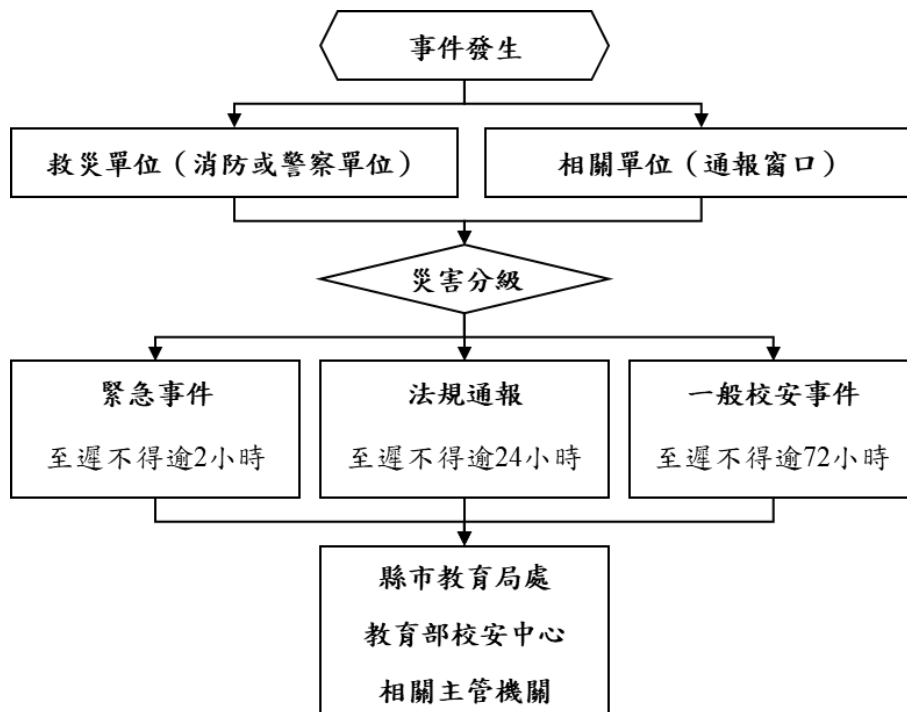 事件發生
救災單位（消防或警察單位）
相關單位（通報窗口）
災害分級
緊急事件
至遲不得逾2小時
法規通報
至遲不得逾24小時
一般校安事件
至遲不得逾72小時
縣市教育局處
教育部校安中心
相關主管機關